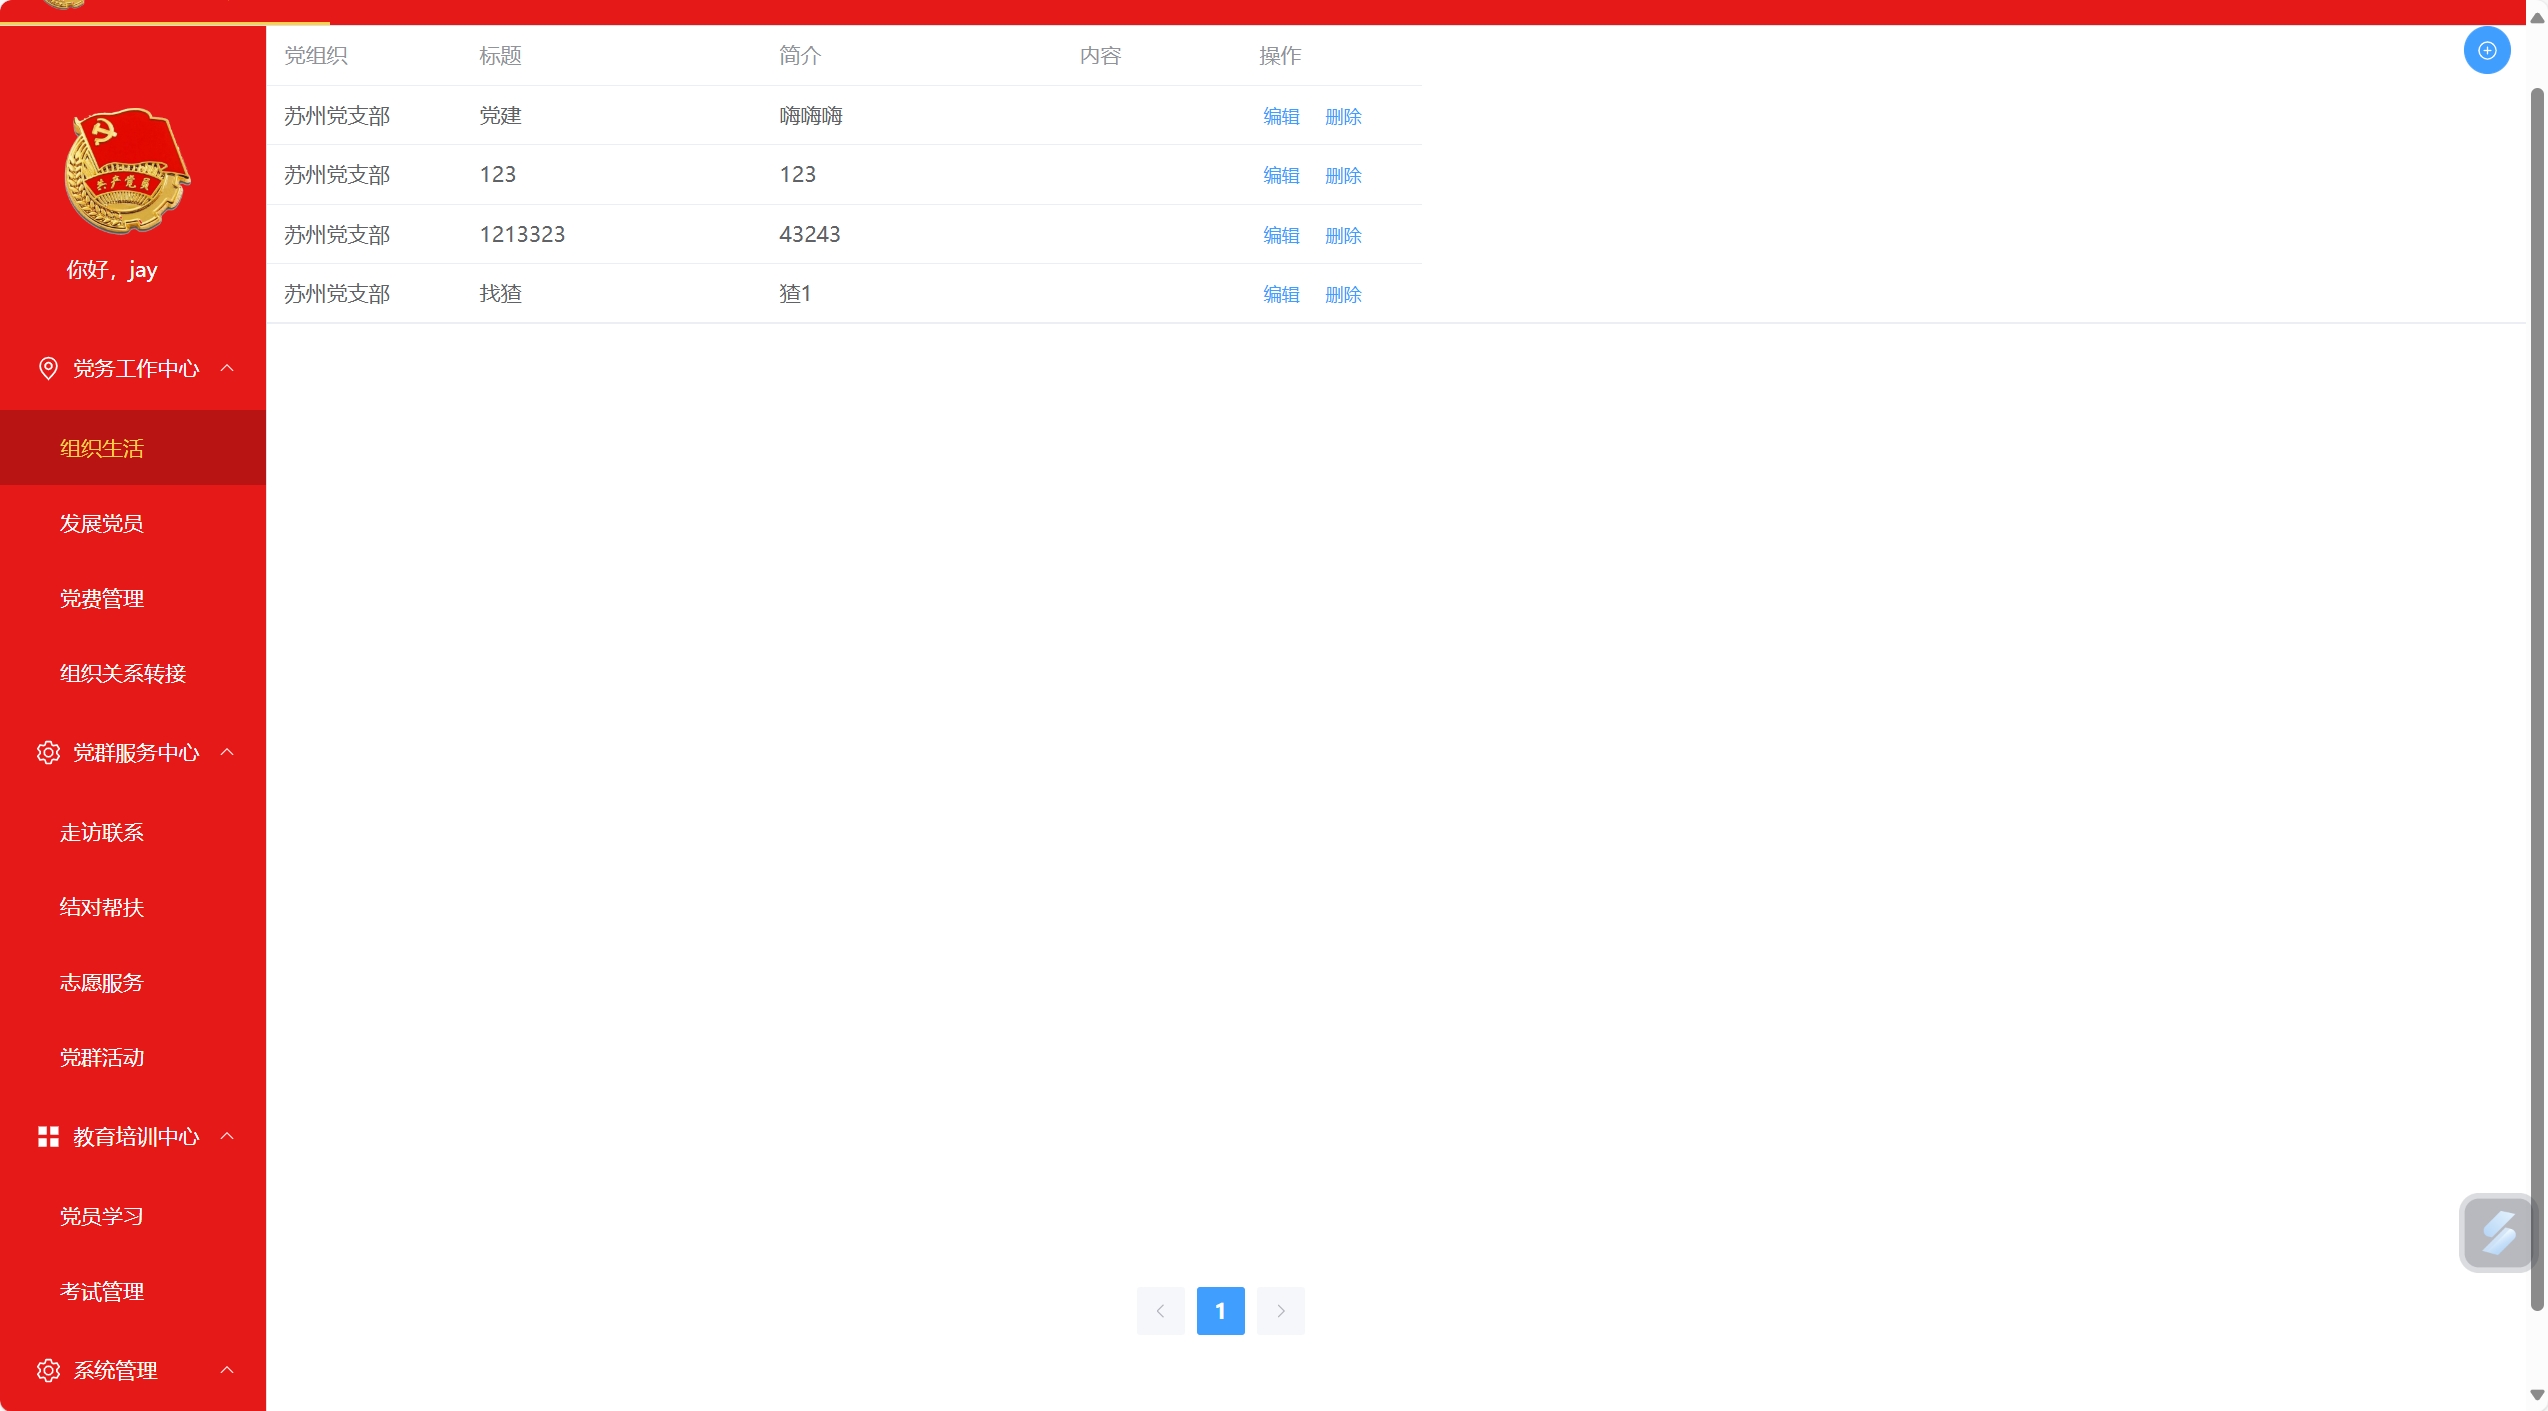 党组织 标题 简介 内容 操作
苏州党支部 党建 嗨嗨嗨 编辑 删除
苏州党支部 123 123 编辑 删除
苏州党支部 1213323 43243 编辑 删除
苏州党支部 找猹 猹1 编辑 删除
共产党员
你好，jay
党务工作中心
组织生活
发展党员
党费管理
组织关系转接
党群服务中心
走访联系
结对帮扶
志愿服务
党群活动
教育培训中心
党员学习
考试管理
系统管理
1